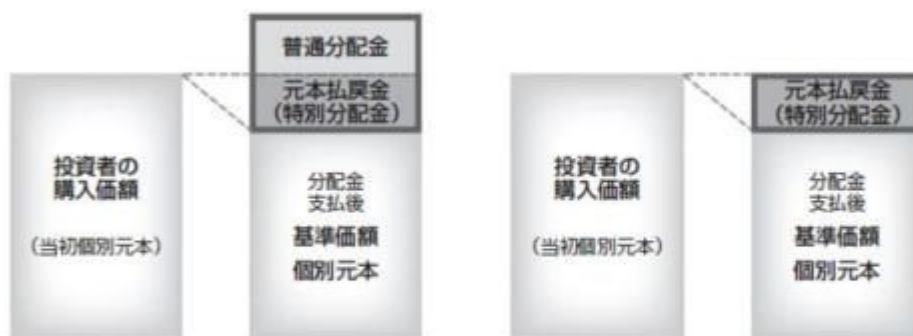 普通分配金
元本払戻金
(特別分配金)
投資者の
購入価額
(当初個別元本)
分配金
支払後
基準価額
個別元本
元本払戻金
(特別分配金)
投資者の
購入価額
(当初個別元本)
分配金
支払後
基準価額
個別元本